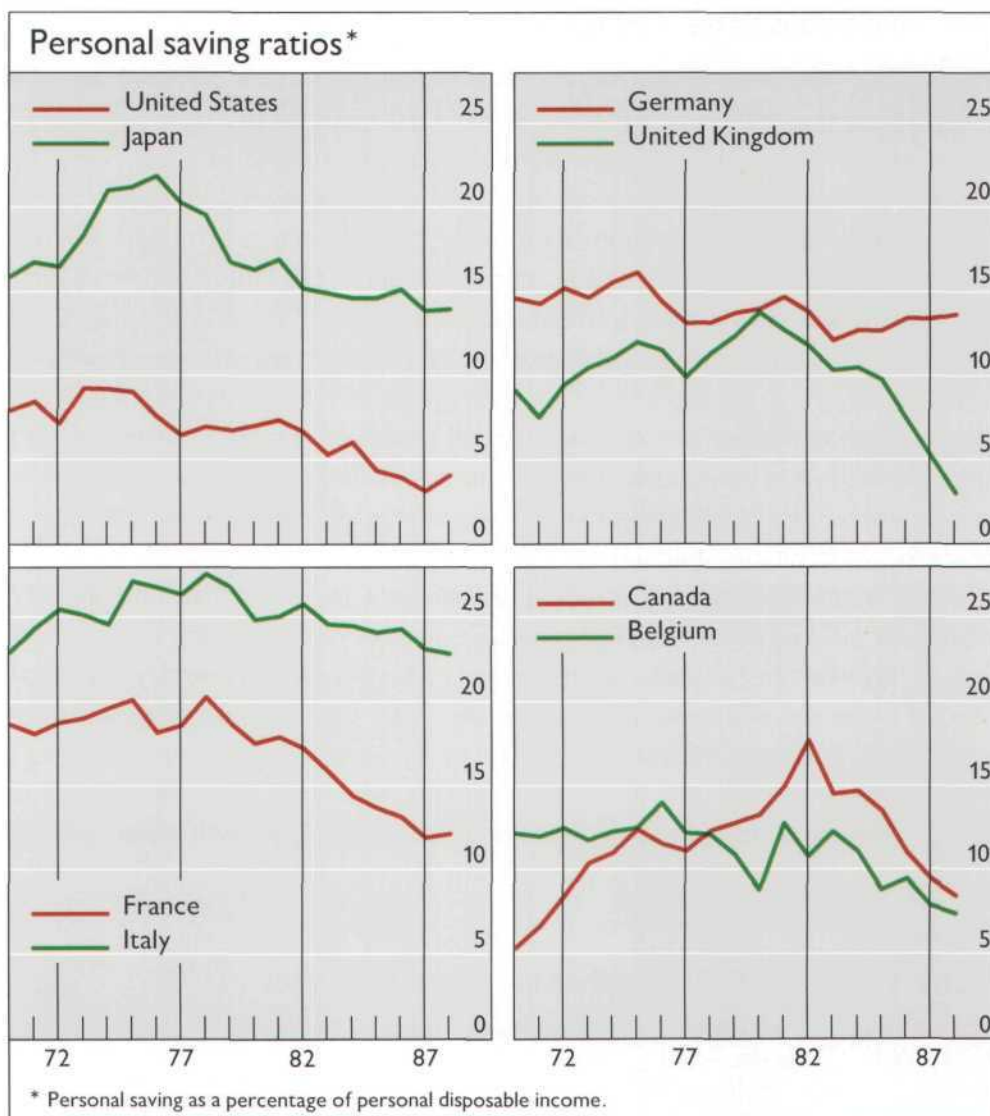 Personal saving ratios*
United States
Japan
25
20
15
10
5
0
Germany
United Kingdom
25
20
15
10
5
0
France
Italy
25
20
15
10
5
0
72 77 82 87
Canada
Belgium
25
20
15
10
5
0
72 77 82 87
* Personal saving as a percentage of personal disposable income.